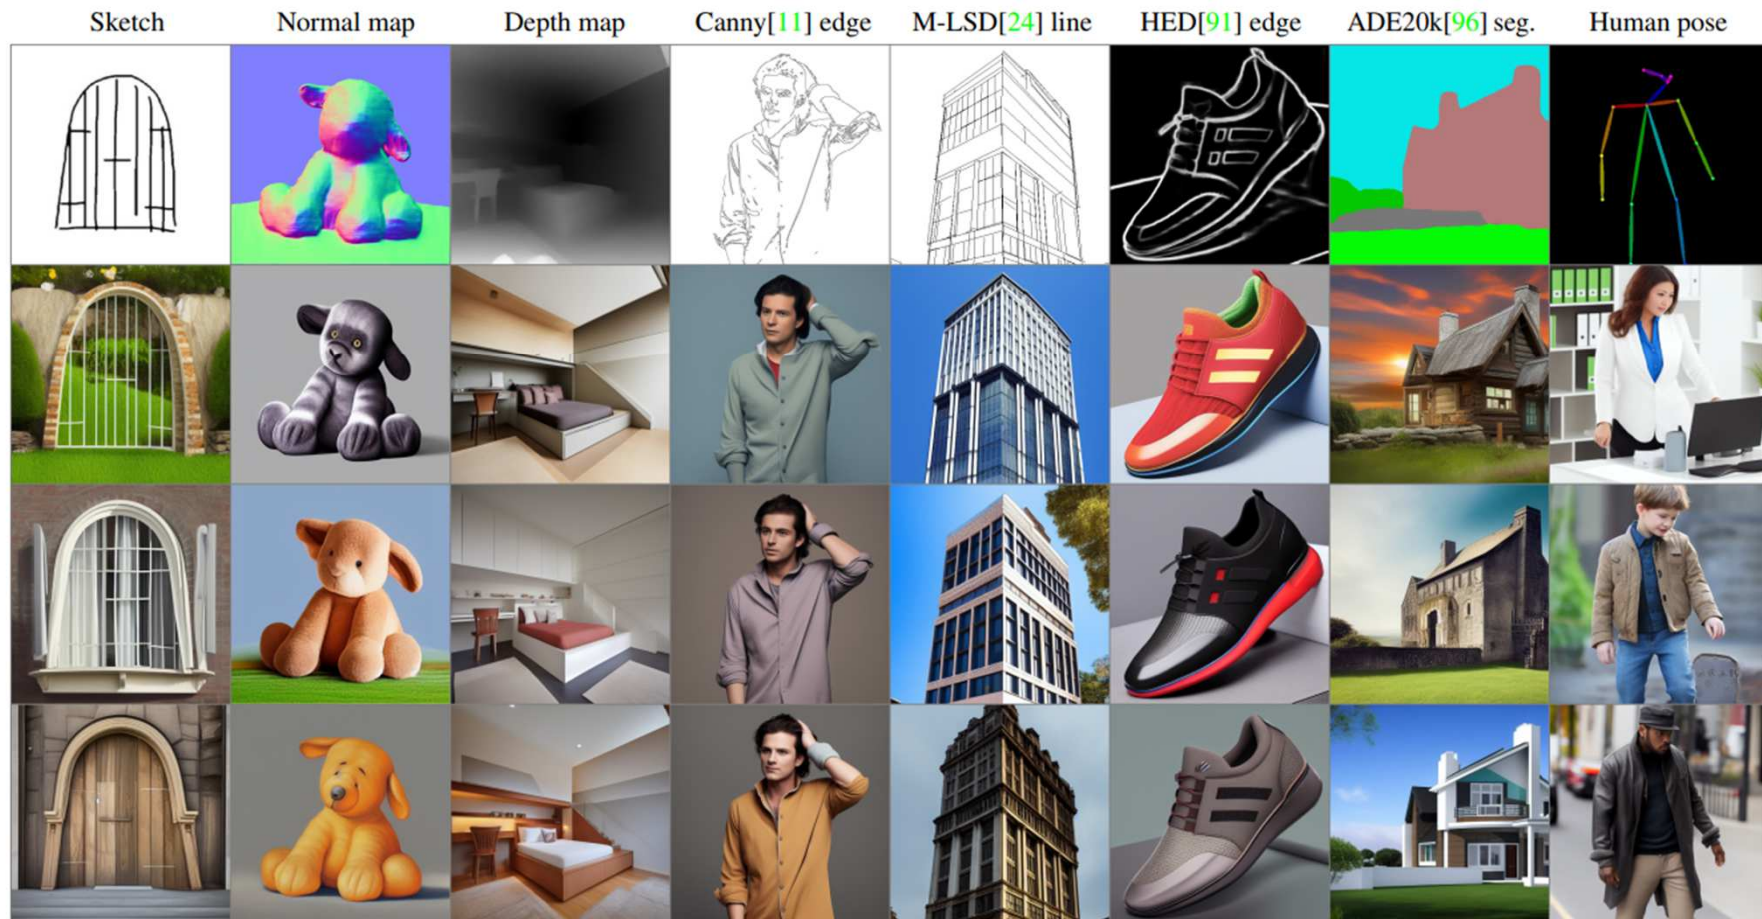 Sketch
Normal map
Depth map
Canny[11] edge
M-LSD[24] line
HED[91] edge
ADE20k[96] seg.
Human pose